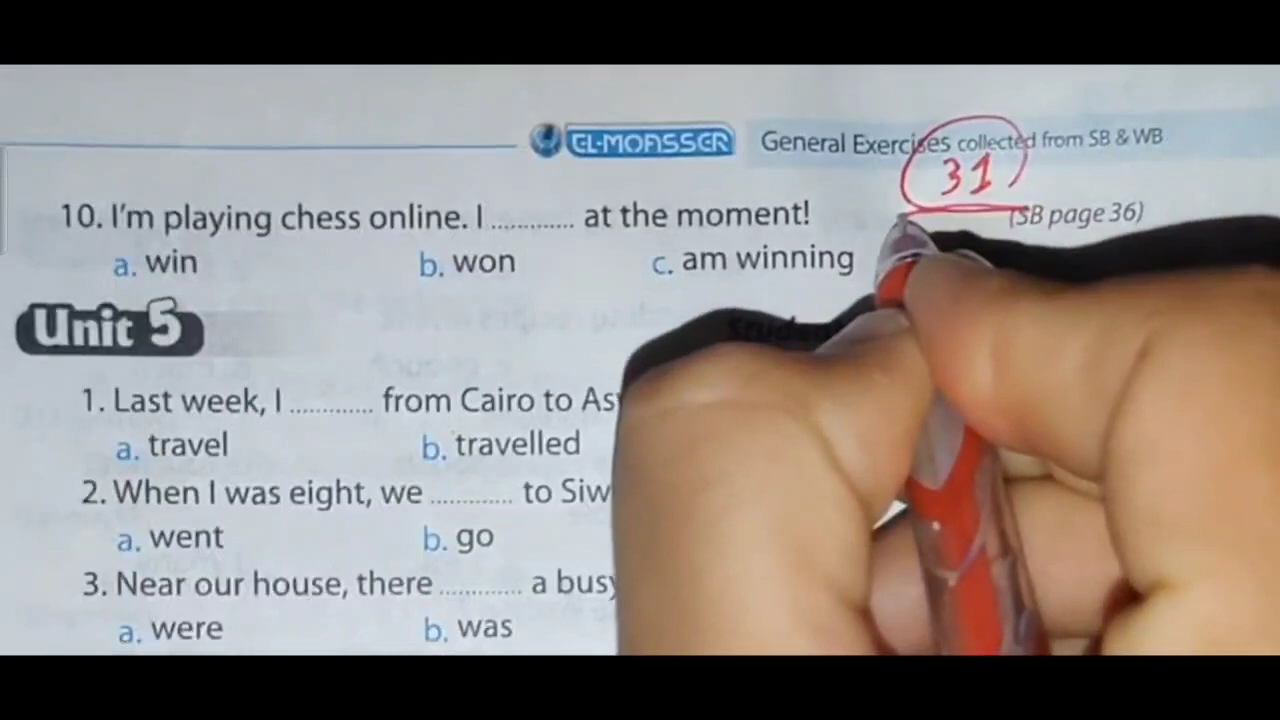 EL-MOASSER General Exercises collected from SB & WB
31
10. I'm playing chess online. I ............ at the moment! (SB page 36)
a. win b. won c. am winning
Unit 5
1. Last week, I ............ from Cairo to
a. travel b. travelled
2. When I was eight, we ............ to
a. went b. go
3. Near our house, there ............ a busy
a. were b. was